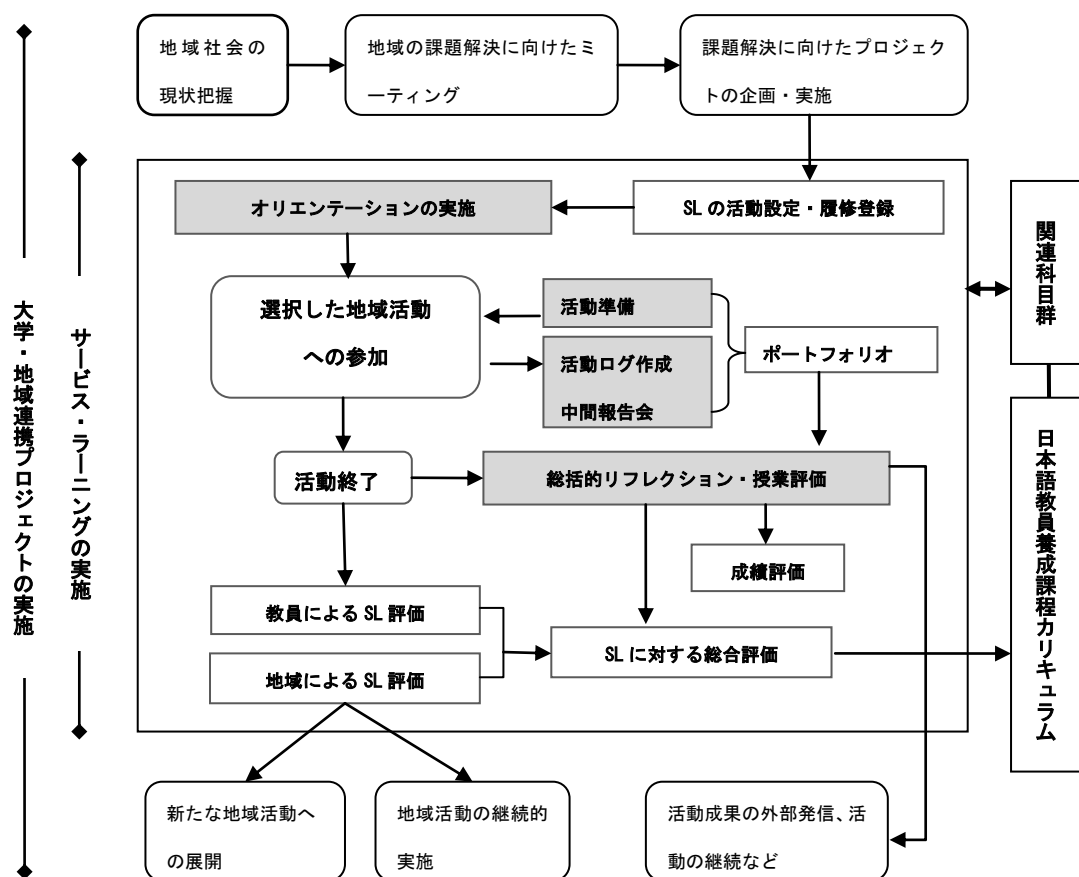 地域社会の
現状把握
地域の課題解決に向けたミ
ーティング
課題解決に向けたプロジェク
トの企画・実施
オリエンテーションの実施
SLの活動設定・履修登録
選択した地域活動
への参加
活動準備
活動ログ作成
中間報告会
ポートフォリオ
活動終了
総括的リフレクション・授業評価
成績評価
教員によるSL評価
地域によるSL評価
SLに対する総合評価
新たな地域活動へ
の展開
地域活動の継続的
実施
活動成果の外部発信、活
動の継続など
大学・地域連携プロジェクトの実施
サービス・ラーニングの実施
関連科目群
日本語教員養成課程カリキュラム